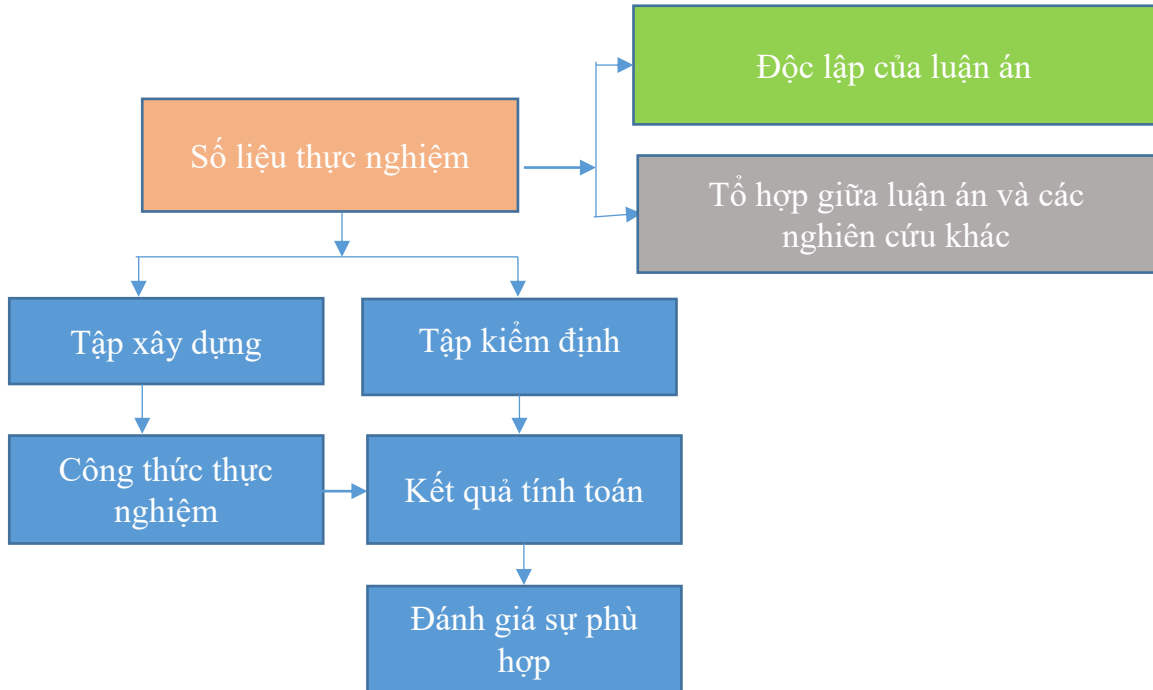 Độc lập của luận án
Số liệu thực nghiệm
Tổ hợp giữa luận án và các
nghiên cứu khác
Tập xây dựng
Tập kiểm định
Công thức thực
nghiệm
Kết quả tính toán
Đánh giá sự phù
hợp